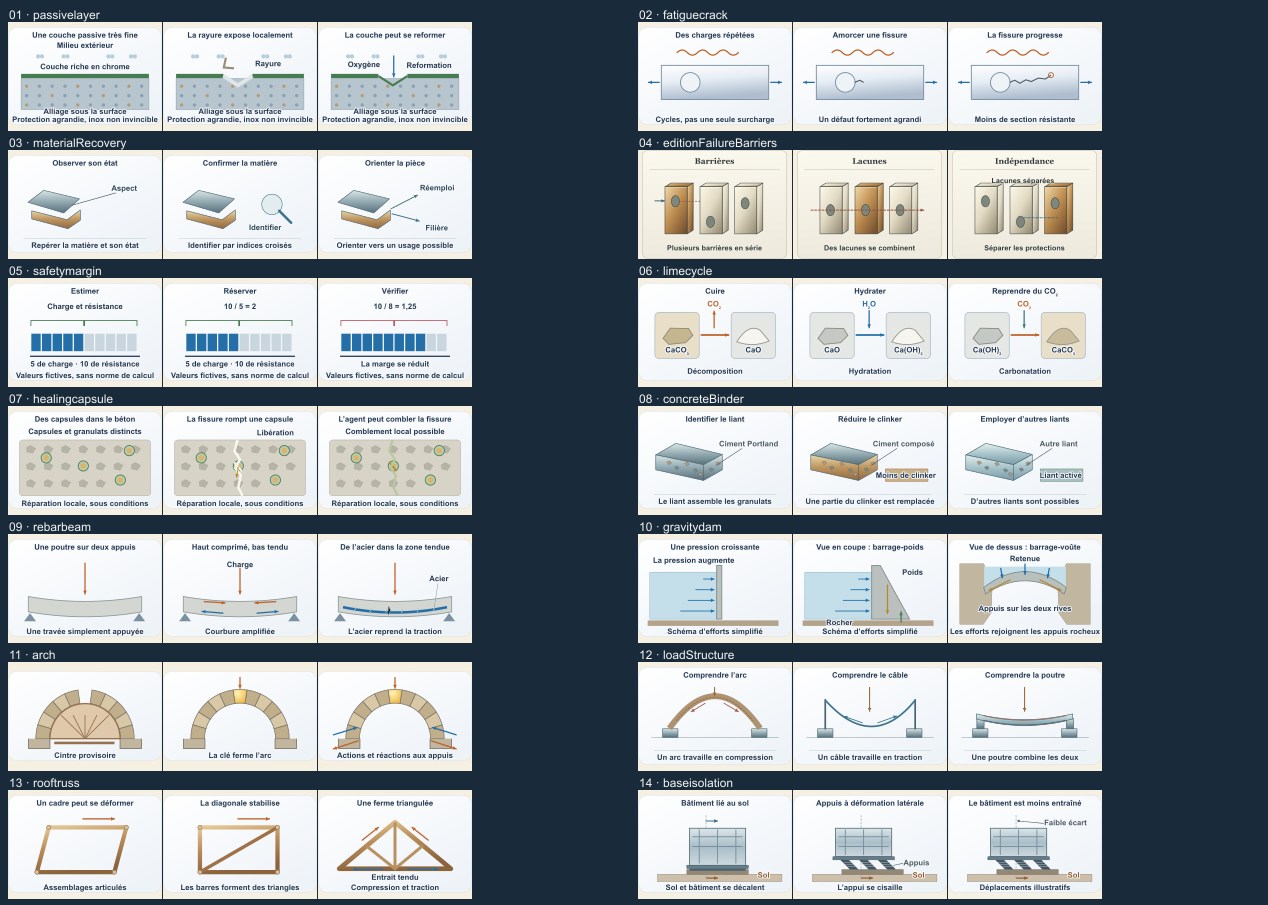 01 · passivelayer
Une couche passive très fine
Milieu extérieur
Couche riche en chrome
Alliage sous la surface
Protection agrandie, inox non invincible
La rayure expose localement
Rayure
Alliage sous la surface
Protection agrandie, inox non invincible
La couche peut se reformer
Oxygène
Reformation
Alliage sous la surface
Protection agrandie, inox non invincible
02 · fatiguecrack
Des charges répétées
Cycles, pas une seule surcharge
Amorcer une fissure
Un défaut fortement agrandi
La fissure progresse
Moins de section résistante
03 · materialRecovery
Observer son état
Aspect
Repérer la matière et son état
Confirmer la matière
Identifier
Identifier par indices croisés
Orienter la pièce
Réemploi
Filière
Orienter vers un usage possible
04 · editionFailureBarriers
Barrières
Plusieurs barrières en série
Lacunes
Des lacunes se combinent
Indépendance
Lacunes séparées
Séparer les protections
05 · safetymargin
Estimer
Charge et résistance
5 de charge · 10 de résistance
Valeurs fictives, sans norme de calcul
Réserver
10 / 5 = 2
5 de charge · 10 de résistance
Valeurs fictives, sans norme de calcul
Vérifier
10 / 8 = 1,25
La marge se réduit
Valeurs fictives, sans norme de calcul
06 · limecycle
Cuire
CO₂
CaCO₃
CaO
Décomposition
Hydrater
H₂O
CaO
Ca(OH)₂
Hydratation
Reprendre du CO₂
CO₂
Ca(OH)₂
CaCO₃
Carbonatation
07 · healingcapsule
Des capsules dans le béton
Capsules et granulats distincts
Réparation locale, sous conditions
La fissure rompt une capsule
Libération
Réparation locale, sous conditions
L'agent peut combler la fissure
Comblement local possible
Réparation locale, sous conditions
08 · concreteBinder
Identifier le liant
Ciment Portland
Le liant assemble les granulats
Réduire le clinker
Ciment composé
Moins de clinker
Une partie du clinker est remplacée
Employer d'autres liants
Autre liant
Liant activé
D'autres liants sont possibles
09 · rebarbeam
Une poutre sur deux appuis
Une travée simplement appuyée
Haut comprimé, bas tendu
Charge
Courbure amplifiée
De l'acier dans la zone tendue
Acier
L'acier reprend la traction
10 · gravitydam
Une pression croissante
La pression augmente
Schéma d'efforts simplifié
Vue en coupe : barrage-poids
Poids
Rocher
Schéma d'efforts simplifié
Vue de dessus : barrage-voûte
Retenue
Appuis sur les deux rives
Les efforts rejoignent les appuis rocheux
11 · arch
Cintre provisoire
La clé ferme l'arc
Actions et réactions aux appuis
12 · loadStructure
Comprendre l'arc
Un arc travaille en compression
Comprendre le câble
Un câble travaille en traction
Comprendre la poutre
Une poutre combine les deux
13 · rooftruss
Un cadre peut se déformer
Assemblages articulés
La diagonale stabilise
Les barres forment des triangles
Une ferme triangulée
Entrait tendu
Compression et traction
14 · baseisolation
Bâtiment lié au sol
Sol
Sol et bâtiment se décalent
Appuis à déformation latérale
Appuis
Sol
L'appui se cisaille
Le bâtiment est moins entraîné
Faible écart
Sol
Déplacements illustratifs